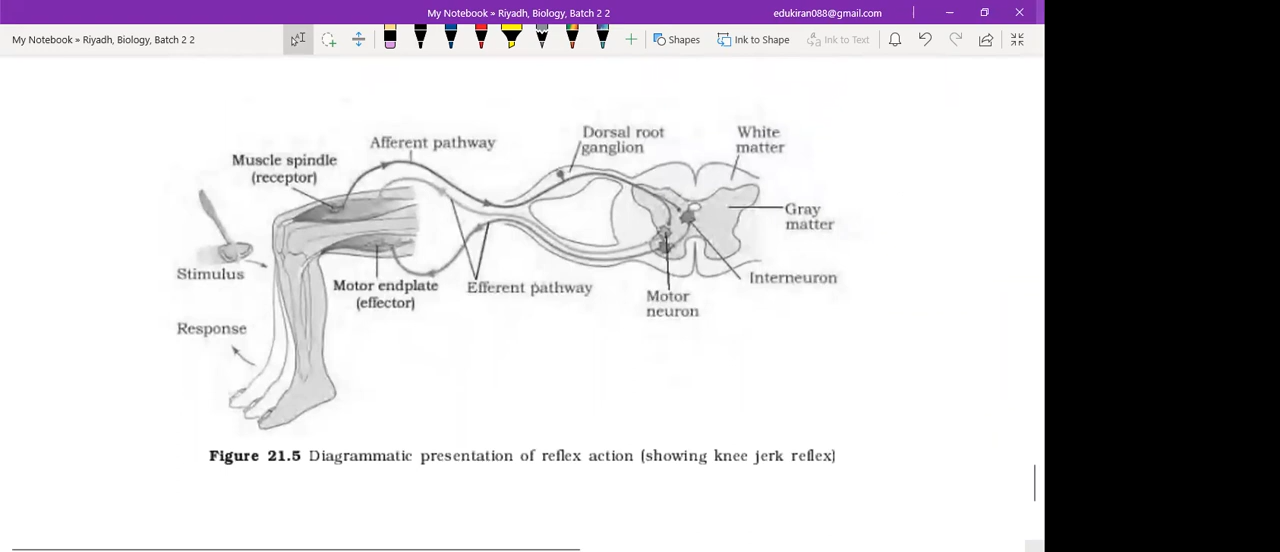 My Notebook » Riyadh, Biology, Batch 2 2
edukiran088@gmail.com
My Notebook » Riyadh, Biology, Batch 2 2
Shapes
Ink to Shape
Ink to Text
Afferent pathway
Dorsal root
ganglion
White
matter
Muscle spindle
(receptor)
Gray
matter
Stimulus
Motor endplate
(effector)
Efferent pathway
Interneuron
Motor
neuron
Response
Figure 21.5 Diagrammatic presentation of reflex action (showing knee jerk reflex)